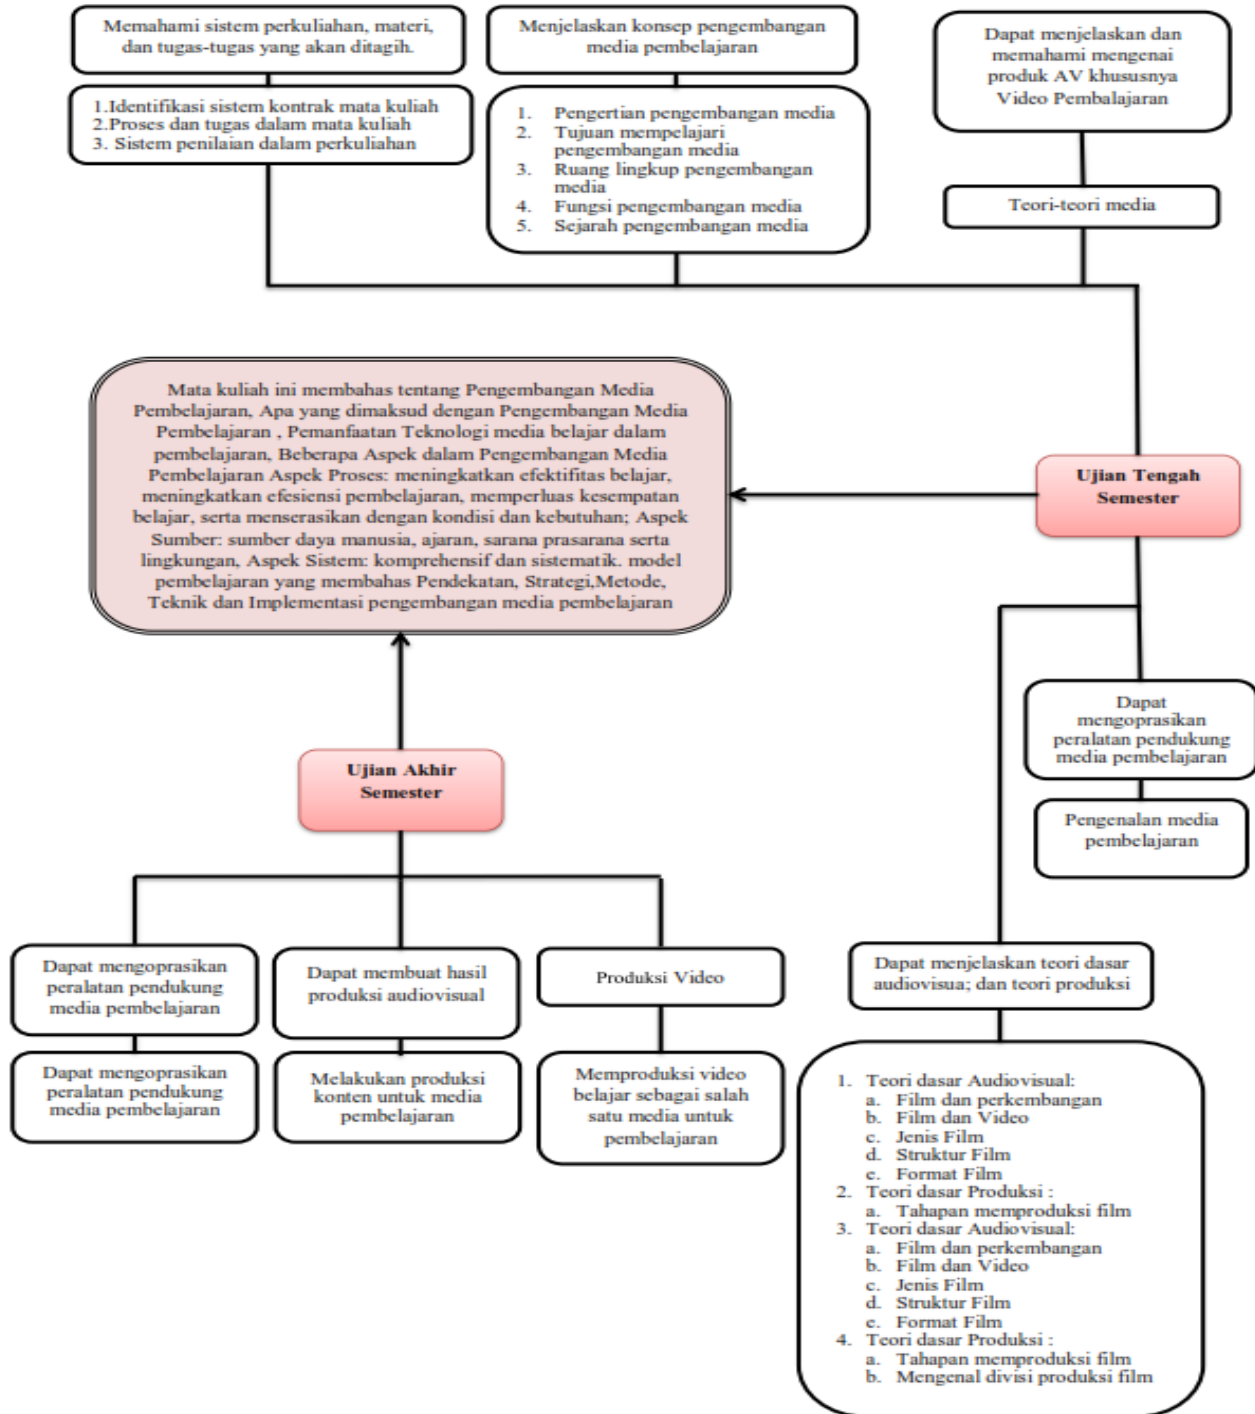 Memahami sistem perkuliahan, materi,
dan tugas-tugas yang akan ditagih.
1.Identifikasi sistem kontrak mata kuliah
2.Proses dan tugas dalam mata kuliah
3. Sistem penilaian dalam perkuliahan
Menjelaskan konsep pengembangan
media pembelajaran
1. Pengertian pengembangan media
2. Tujuan mempelajari
pengembangan media
3. Ruang lingkup pengembangan
media
4. Fungsi pengembangan media
5. Sejarah pengembangan media
Dapat menjelaskan dan
memahami mengenai
produk AV khususnya
Video Pembalajaran
Teori-teori media
Mata kuliah ini membahas tentang Pengembangan Media
Pembelajaran, Apa yang dimaksud dengan Pengembangan Media
Pembelajaran , Pemanfaatan Teknologi media belajar dalam
pembelajaran, Beberapa Aspek dalam Pengembangan Media
Pembelajaran Aspek Proses: meningkatkan efektifitas belajar,
meningkatkan efesiensi pembelajaran, memperluas kesempatan
belajar, serta menserasikan dengan kondisi dan kebutuhan; Aspek
Sumber: sumber daya manusia, ajaran, sarana prasarana serta
lingkungan, Aspek Sistem: komprehensif dan sistematik. model
pembelajaran yang membahas Pendekatan, Strategi,Metode,
Teknik dan Implementasi pengembangan media pembelajaran
Ujian Tengah
Semester
Dapat
mengoprasikan
peralatan pendukung
media pembelajaran
Pengenalan media
pembelajaran
Ujian Akhir
Semester
Dapat mengoprasikan
peralatan pendukung
media pembelajaran
Dapat mengoprasikan
peralatan pendukung
media pembelajaran
Dapat membuat hasil
produksi audiovisual
Melakukan produksi
konten untuk media
pembelajaran
Produksi Video
Memproduksi video
belajar sebagai salah
satu media untuk
pembelajaran
Dapat menjelaskan teori dasar
audiovisua; dan teori produksi
1. Teori dasar Audiovisual:
a. Film dan perkembangan
b. Film dan Video
c. Jenis Film
d. Struktur Film
e. Format Film
2. Teori dasar Produksi :
a. Tahapan memproduksi film
3. Teori dasar Audiovisual:
a. Film dan perkembangan
b. Film dan Video
c. Jenis Film
d. Struktur Film
e. Format Film
4. Teori dasar Produksi :
a. Tahapan memproduksi film
b. Mengenal divisi produksi film